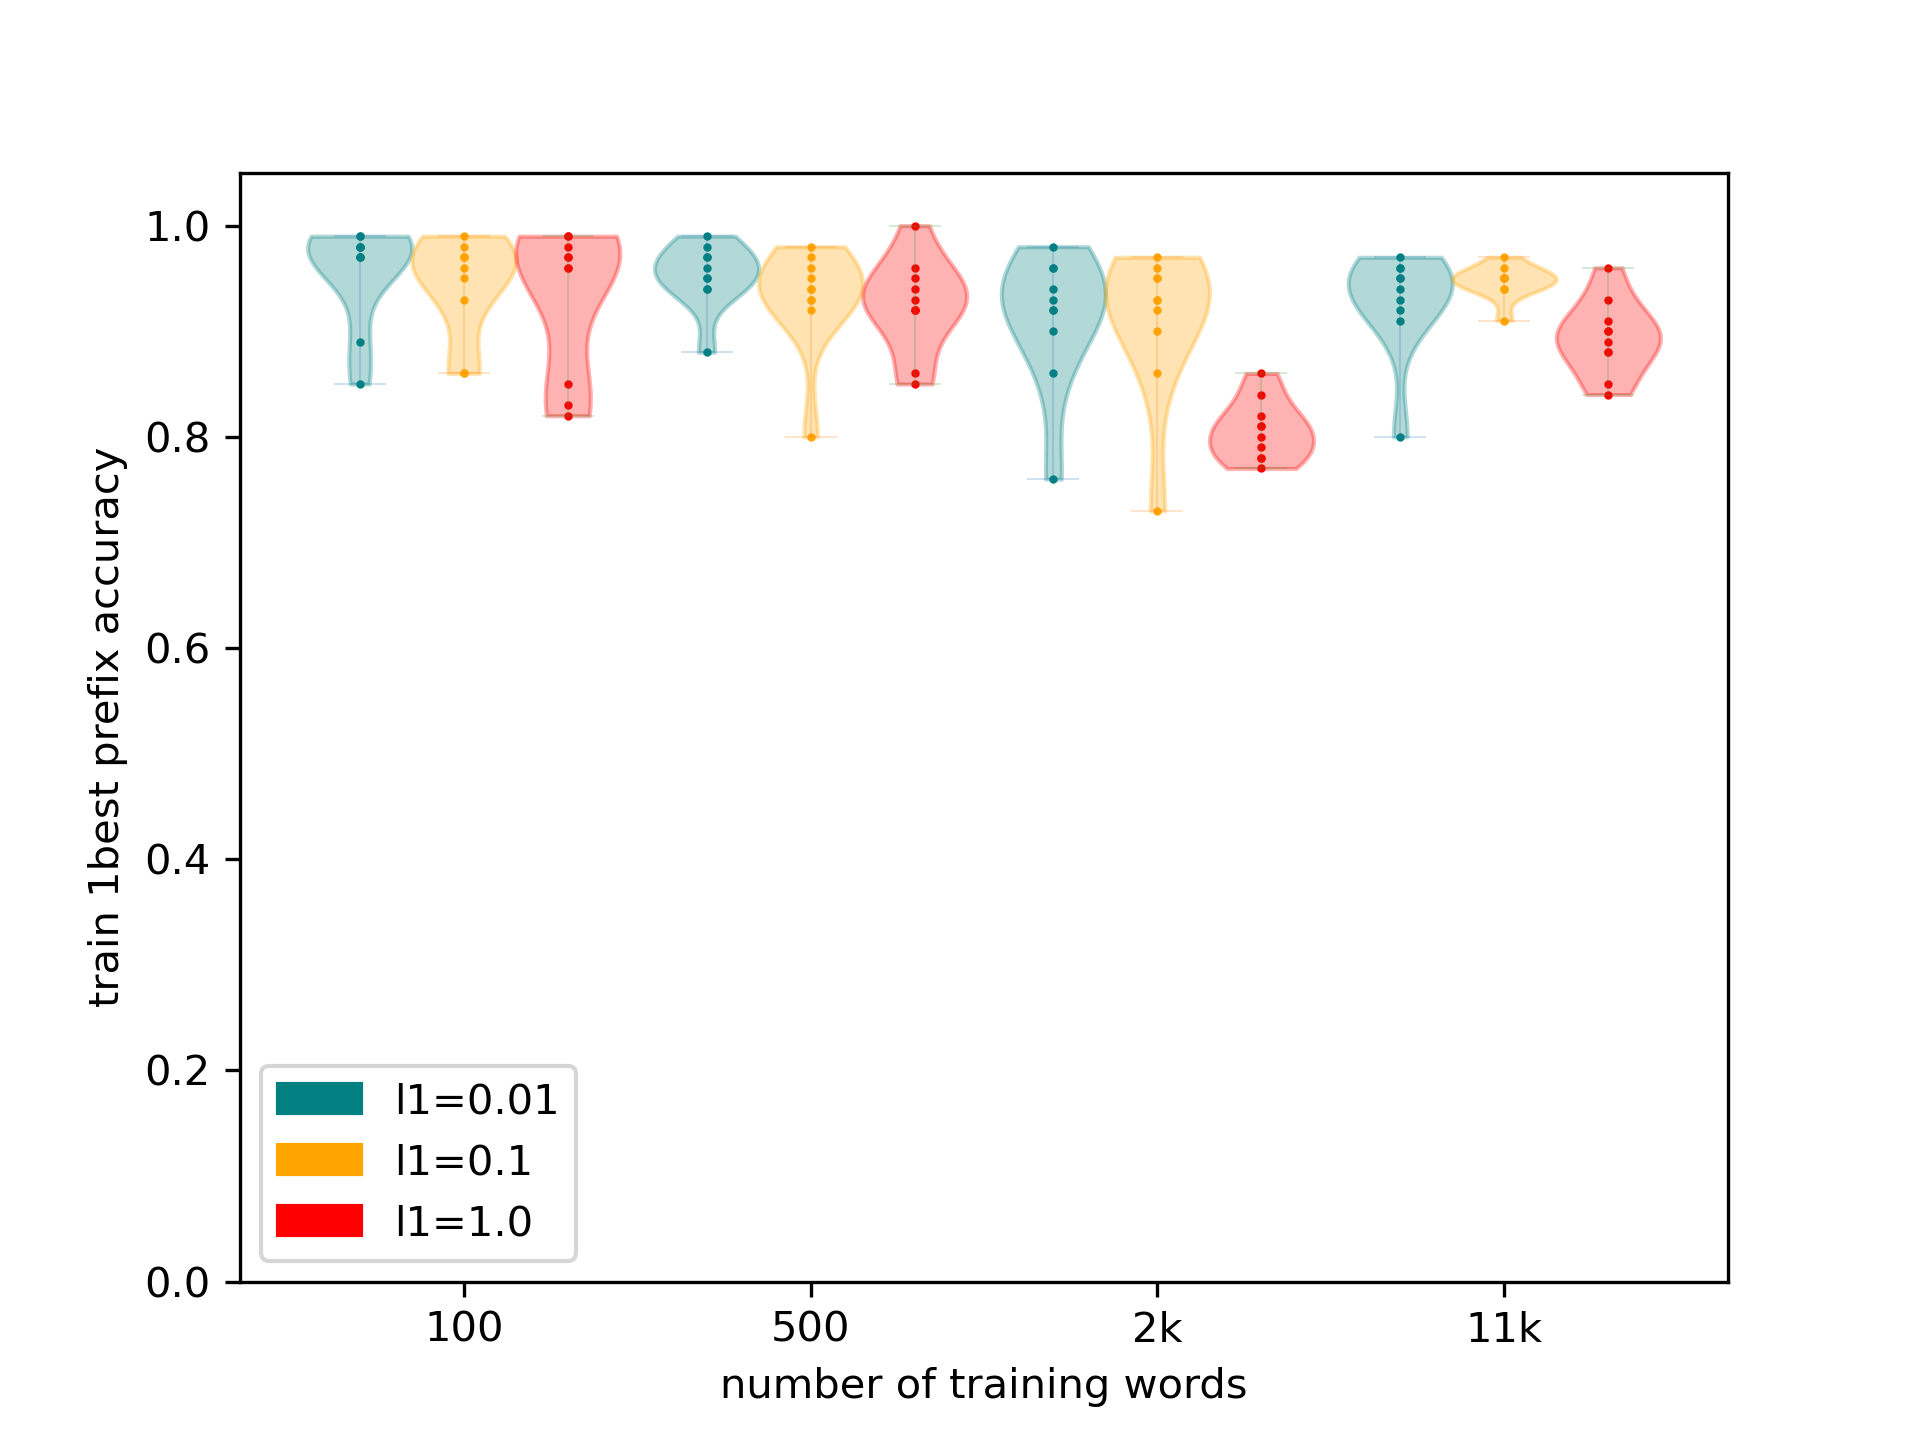 1.0
0.8
0.6
0.4
0.2
0.0
train 1best prefix accuracy
l1=0.01
l1=0.1
l1=1.0
100 500 2k 11k
number of training words